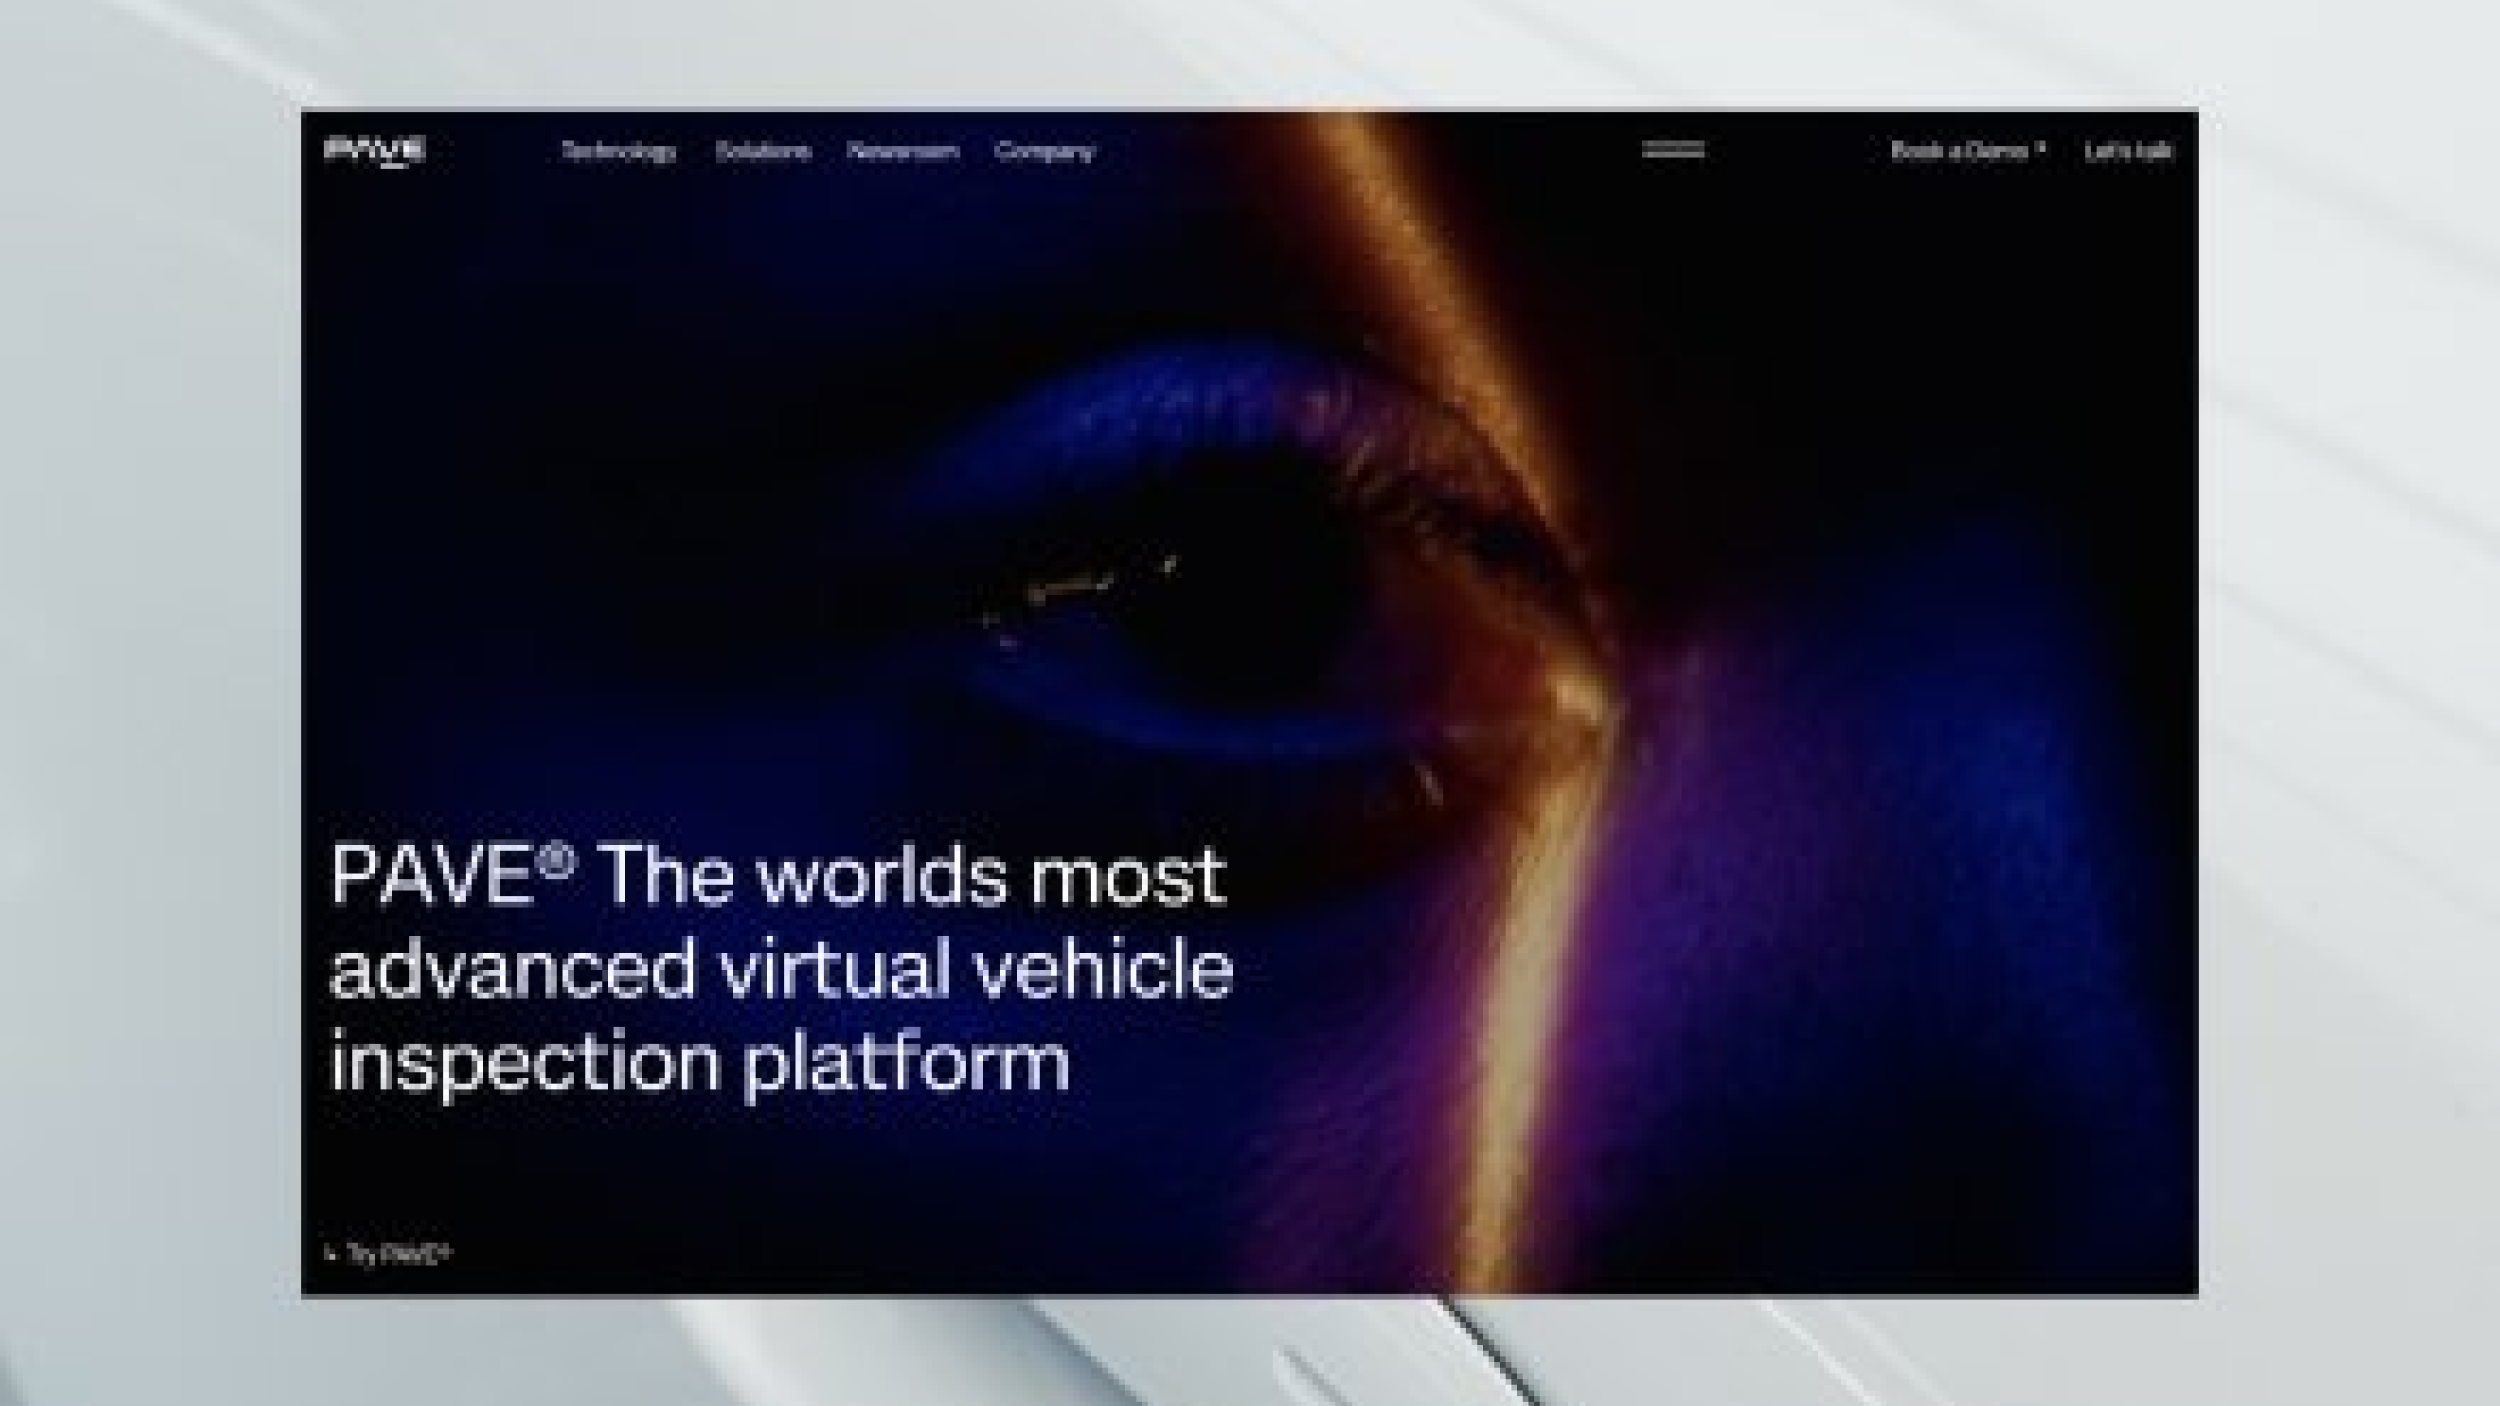 PAVE
Technology Solutions Newsroom Company
Book a Demo Let's talk
PAVE® The worlds most
advanced virtual vehicle
inspection platform
Try PAVE®